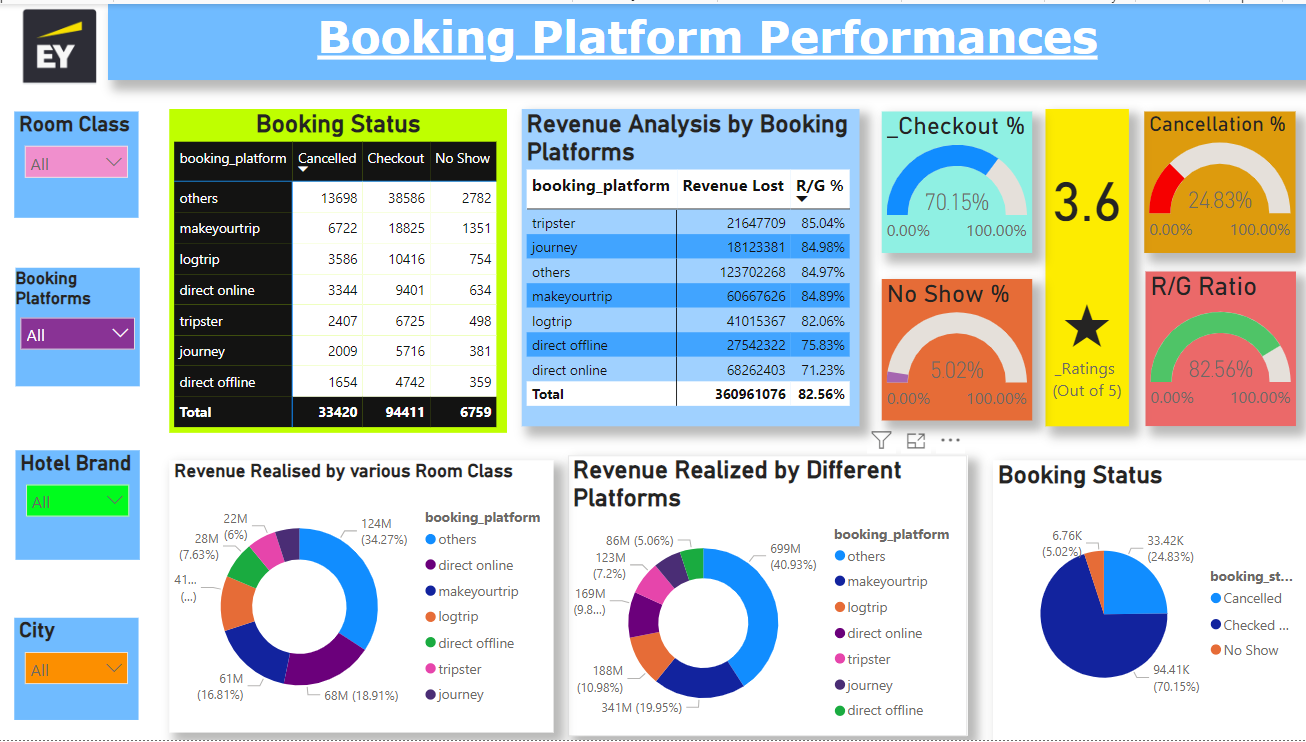 EY
Booking Platform Performances
Room Class
All
Booking
Platforms
All
Hotel Brand
All
City
All
Booking Status
booking_platform Cancelled Checkout No Show
others 13698 38586 2782
makeyourtrip 6722 18825 1351
logtrip 3586 10416 754
direct online 3344 9401 634
tripster 2407 6725 498
journey 2009 5716 381
direct offline 1654 4742 359
Total 33420 94411 6759
Revenue Analysis by Booking
Platforms
booking_platform Revenue Lost R/G %
tripster 21647709 85.04%
journey 18123381 84.98%
others 123702268 84.97%
makeyourtrip 60667626 84.89%
logtrip 41015367 82.06%
direct offline 27542322 75.83%
direct online 68262403 71.23%
Total 360961076 82.56%
_Checkout %
70.15%
0.00% 100.00%
No Show %
5.02%
0.00% 100.00%
3.6
_Ratings
(Out of 5)
Cancellation %
24.83%
0.00% 100.00%
R/G Ratio
82.56%
0.00% 100.00%
Revenue Realised by various Room Class
124M
(34.27%)
68M (18.91%)
61M
(16.81%)
41...
(...)
28M
(7.63%)
22M
(6%)
booking_platform
others
direct online
makeyourtrip
logtrip
direct offline
tripster
journey
Revenue Realized by Different
Platforms
699M
(40.93%)
341M (19.95%)
188M
(10.98%)
169M
(9.8...)
123M
(7.2%)
86M (5.06%)
booking_platform
others
makeyourtrip
logtrip
direct online
tripster
journey
direct offline
Booking Status
6.76K
(5.02%)
33.42K
(24.83%)
94.41K
(70.15%)
booking_st...
Cancelled
Checked ...
No Show